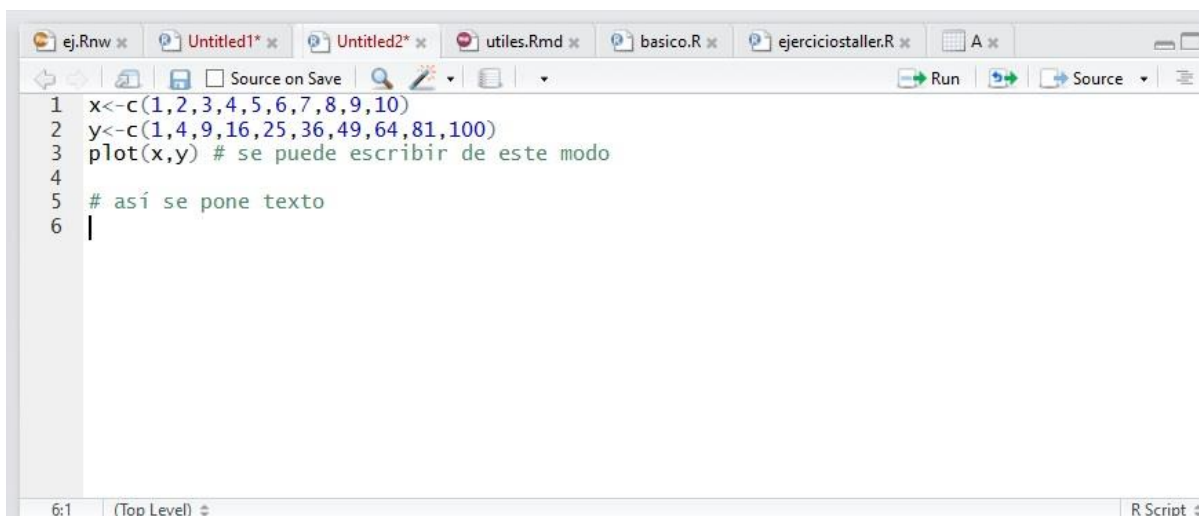 ej.Rnw Untitled1* Untitled2* utiles.Rmd basico.R ejerciciostaller.R A
Source on Save Run Source
1 x<-c(1,2,3,4,5,6,7,8,9,10)
2 y<-c(1,4,9,16,25,36,49,64,81,100)
3 plot(x,y) # se puede escribir de este modo
4
5 # así se pone texto
6
6:1 (Top Level) R Script